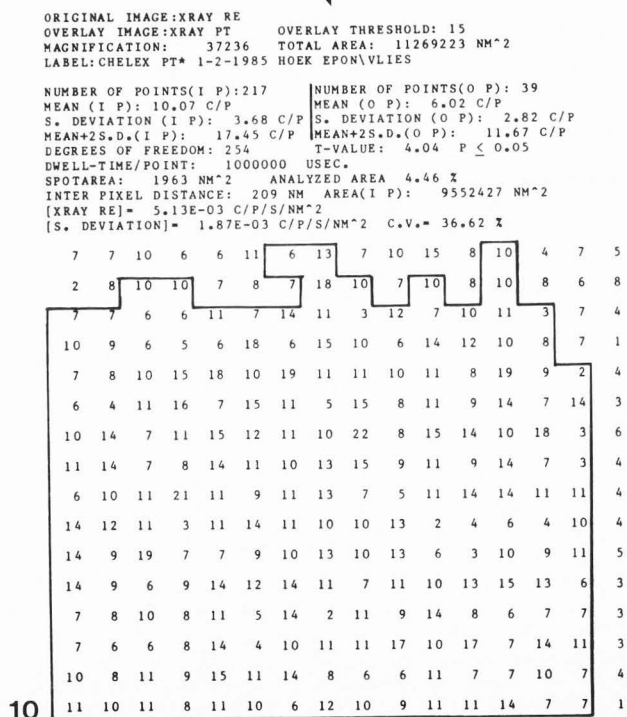 ORIGINAL IMAGE:XRAY RE
OVERLAY IMAGE:XRAY PT OVERLAY THRESHOLD: 15
MAGNIFICATION: 37236 TOTAL AREA: 11269223 NM^2
LABEL:CHELEX PT* 1-2-1985 HOEK EPON\VLIES
NUMBER OF POINTS(I P):217 NUMBER OF POINTS(O P): 39
MEAN (I P): 10.07 C/P MEAN (O P): 6.02 C/P
S. DEVIATION (I P): 3.68 C/P S. DEVIATION (O P): 2.82 C/P
MEAN+2S.D.(I P): 17.45 C/P MEAN+2S.D.(O P): 11.67 C/P
DEGREES OF FREEDOM: 254 T-VALUE: 4.04 P ≤ 0.05
DWELL-TIME/POINT: 1000000 USEC.
SPOTAREA: 1963 NM^2 ANALYZED AREA 4.46 %
INTER PIXEL DISTANCE: 209 NM AREA(I P): 9552427 NM^2
[XRAY RE]= 5.13E-03 C/P/S/NM^2
[S. DEVIATION]= 1.87E-03 C/P/S/NM^2 C.V.= 36.62 %
7 7 10 6 6 11 6 13 7 10 15 8 10 4 7 5
2 8 10 10 7 8 7 18 10 7 10 8 10 8 6 8
7 7 6 6 11 7 14 11 3 12 7 10 11 3 7 4
10 9 6 5 6 18 6 15 10 6 14 12 10 8 7 1
7 8 10 15 18 10 19 11 11 10 11 8 19 9 2 4
6 4 11 16 7 15 11 5 15 8 11 9 14 7 14 3
10 14 7 11 15 12 11 10 22 8 15 14 10 18 3 6
11 14 7 8 14 11 10 13 15 9 11 9 14 7 3 4
6 10 11 21 11 9 11 13 7 5 11 14 14 11 11 4
14 12 11 3 11 14 11 10 10 13 2 4 6 4 10 4
14 9 19 7 7 9 10 13 10 13 6 3 10 9 11 5
14 9 6 9 14 12 14 11 7 11 10 13 15 13 6 3
7 8 10 8 11 5 14 2 11 9 14 8 6 7 7 3
7 6 6 8 14 4 10 11 11 17 10 17 7 14 11 3
10 8 11 9 15 11 14 8 6 6 11 7 7 10 7 4
11 10 11 8 11 10 6 12 10 9 11 11 14 7 7 1
10